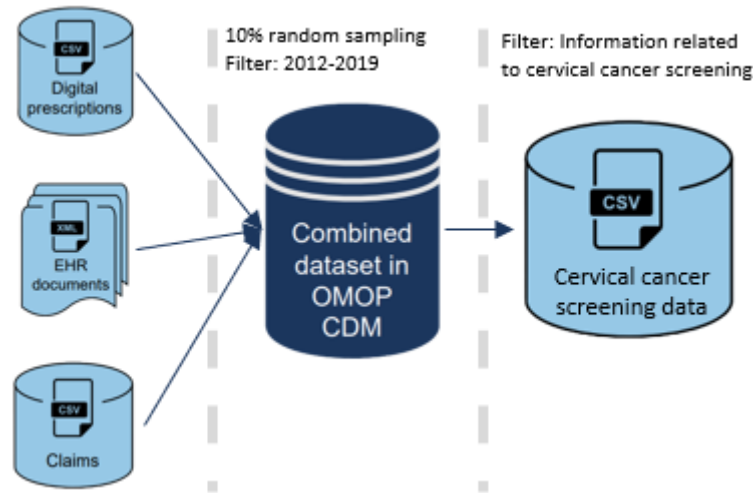 CSV
Digital
prescriptions
XML
EHR
documents
CSV
Claims
10% random sampling
Filter: 2012-2019
Combined
dataset in
OMOP
CDM
Filter: Information related
to cervical cancer screening
CSV
Cervical cancer
screening data